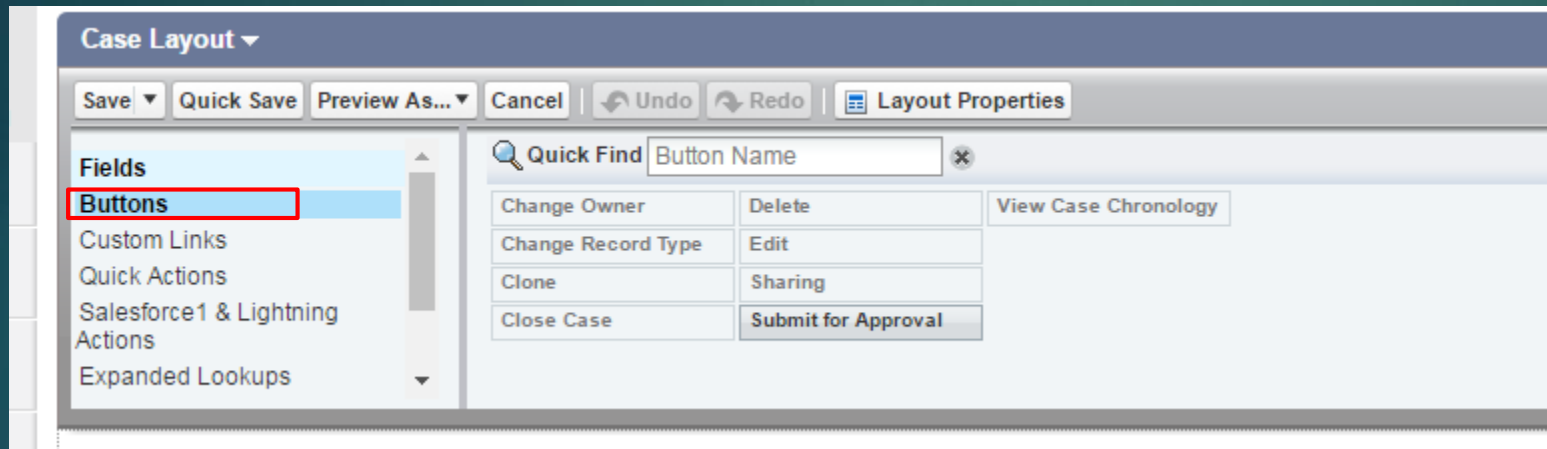 Case Layout
Save Quick Save Preview As... Cancel Undo Redo Layout Properties
Fields
Buttons
Custom Links
Quick Actions
Salesforce1 & Lightning
Actions
Expanded Lookups
Quick Find Button Name
Change Owner Delete View Case Chronology
Change Record Type Edit
Clone Sharing
Close Case Submit for Approval